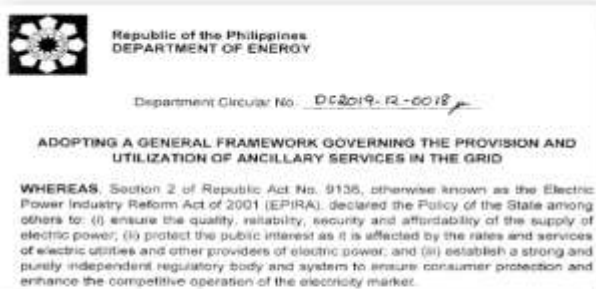 Republic of the Philippines
DEPARTMENT OF ENERGY
Department Circular No. DC2019-12-0018
ADOPTING A GENERAL FRAMEWORK GOVERNING THE PROVISION AND
UTILIZATION OF ANCILLARY SERVICES IN THE GRID
WHEREAS, Section 2 of Republic Act No. 9136, otherwise known as the Electric
Power Industry Reform Act of 2001 (EPIRA), declared the Policy of the State among
others to: (i) ensure the quality, reliability, security and affordability of the supply of
electric power; (ii) protect the public interest as it is affected by the rates and services
of electric utilities and other providers of electric power; and (iii) establish a strong and
purely independent regulatory body and system to ensure consumer protection and
enhance the competitive operation of the electricity market.